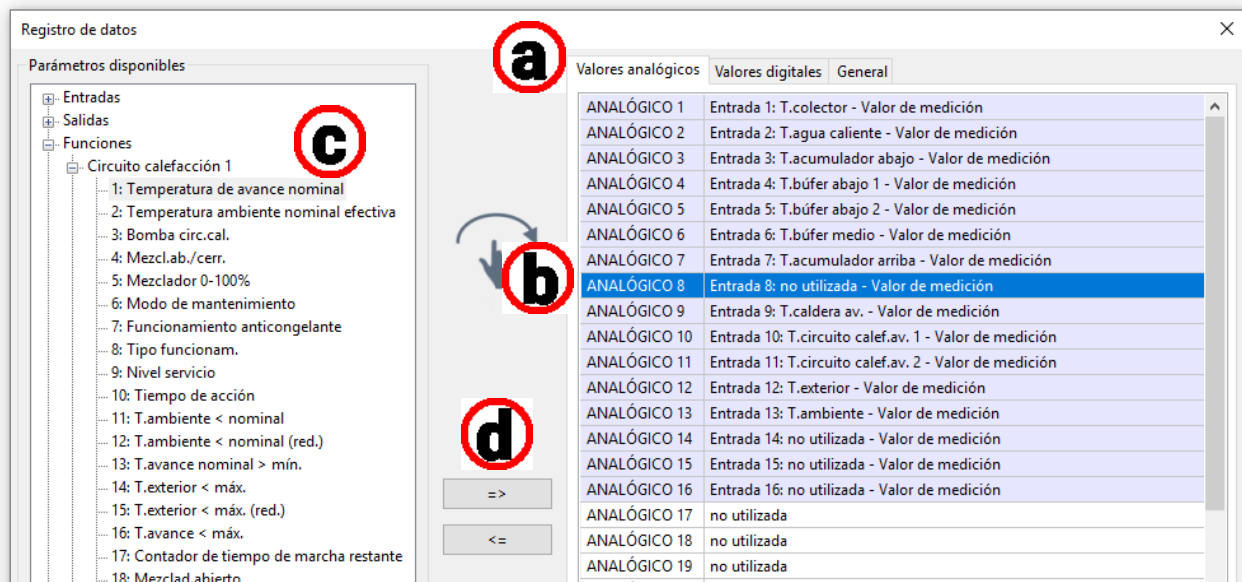 Registro de datos
a
Parámetros disponibles
Valores analógicos Valores digitales General
Entradas
Salidas
Funciones
Circuito calefacción 1
c
1: Temperatura de avance nominal
2: Temperatura ambiente nominal efectiva
3: Bomba circ.cal.
4: Mezcl.ab./cerr.
5: Mezclador 0-100%
6: Modo de mantenimiento
7: Funcionamiento anticongelante
8: Tipo funcionam.
9: Nivel servicio
10: Tiempo de acción
11: T.ambiente < nominal
12: T.ambiente < nominal (red.)
13: T.avance nominal > mín.
14: T.exterior < máx.
15: T.exterior < máx. (red.)
16: T.avance < máx.
17: Contador de tiempo de marcha restante
18: Mezclad.abierto
b
d
=>
<=
ANALÓGICO 1 Entrada 1: T.colector - Valor de medición
ANALÓGICO 2 Entrada 2: T.agua caliente - Valor de medición
ANALÓGICO 3 Entrada 3: T.acumulador abajo - Valor de medición
ANALÓGICO 4 Entrada 4: T.búfer abajo 1 - Valor de medición
ANALÓGICO 5 Entrada 5: T.búfer abajo 2 - Valor de medición
ANALÓGICO 6 Entrada 6: T.búfer medio - Valor de medición
ANALÓGICO 7 Entrada 7: T.acumulador arriba - Valor de medición
ANALÓGICO 8 Entrada 8: no utilizada - Valor de medición
ANALÓGICO 9 Entrada 9: T.caldera av. - Valor de medición
ANALÓGICO 10 Entrada 10: T.circuito calef.av. 1 - Valor de medición
ANALÓGICO 11 Entrada 11: T.circuito calef.av. 2 - Valor de medición
ANALÓGICO 12 Entrada 12: T.exterior - Valor de medición
ANALÓGICO 13 Entrada 13: T.ambiente - Valor de medición
ANALÓGICO 14 Entrada 14: no utilizada - Valor de medición
ANALÓGICO 15 Entrada 15: no utilizada - Valor de medición
ANALÓGICO 16 Entrada 16: no utilizada - Valor de medición
ANALÓGICO 17 no utilizada
ANALÓGICO 18 no utilizada
ANALÓGICO 19 no utilizada